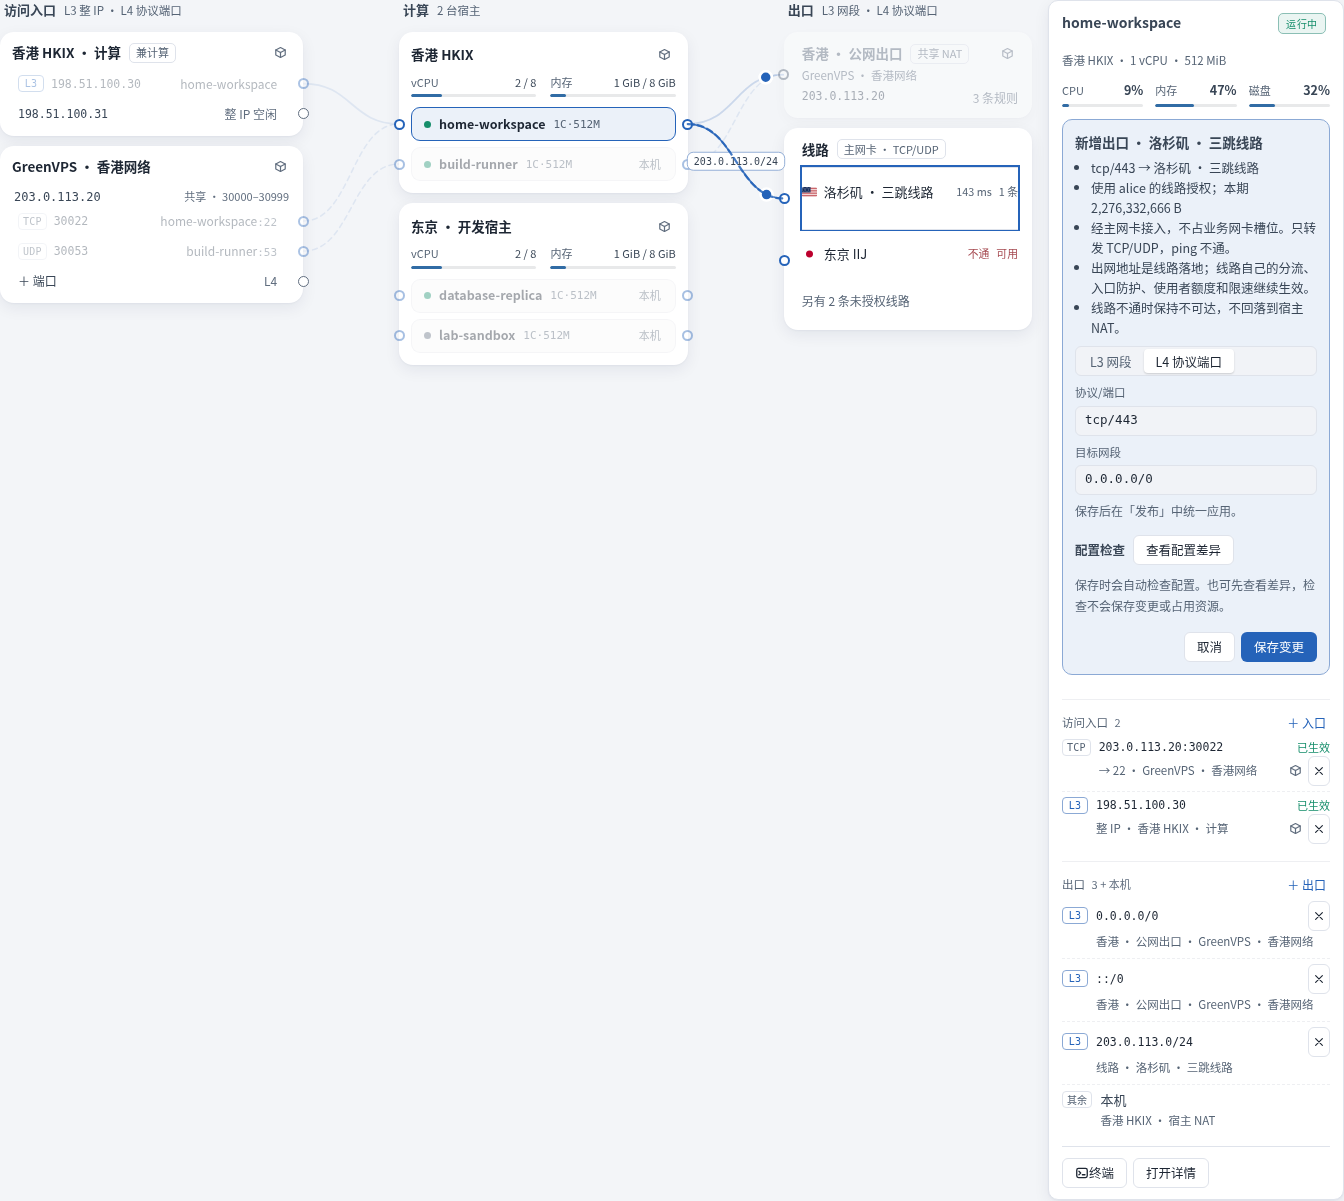 访问入口 L3 整 IP · L4 协议端口
香港 HKIX · 计算 兼计算
L3 198.51.100.30 home-workspace
198.51.100.31 整 IP 空闲
GreenVPS · 香港网络
203.0.113.20 共享 · 30000–30999
TCP 30022 home-workspace:22
UDP 30053 build-runner:53
＋ 端口 L4
计算 2 台宿主
香港 HKIX
vCPU 2 / 8 内存 1 GiB / 8 GiB
home-workspace 1C·512M
build-runner 1C·512M 本机
东京 · 开发宿主
vCPU 2 / 8 内存 1 GiB / 8 GiB
database-replica 1C·512M 本机
lab-sandbox 1C·512M 本机
203.0.113.0/24
出口 L3 网段 · L4 协议端口
香港 · 公网出口 共享 NAT
GreenVPS · 香港网络
203.0.113.20 3 条规则
线路 主网卡 · TCP/UDP
洛杉矶 · 三跳线路 143 ms 1 条
东京 IIJ 不通 可用
另有 2 条未授权线路
home-workspace 运行中
香港 HKIX · 1 vCPU · 512 MiB
CPU 9% 内存 47% 磁盘 32%
新增出口 · 洛杉矶 · 三跳线路
• tcp/443 → 洛杉矶 · 三跳线路
• 使用 alice 的线路授权；本期
2,276,332,666 B
• 经主网卡接入，不占业务网卡槽位。只转
发 TCP/UDP，ping 不通。
• 出网地址是线路落地；线路自己的分流、
入口防护、使用者额度和限速继续生效。
• 线路不通时保持不可达，不回落到宿主
NAT。
L3 网段 L4 协议端口
协议/端口
tcp/443
目标网段
0.0.0.0/0
保存后在「发布」中统一应用。
配置检查 查看配置差异
保存时会自动检查配置。也可先查看差异，检
查不会保存变更或占用资源。
取消 保存变更
访问入口 2 ＋ 入口
TCP 203.0.113.20:30022 已生效
→ 22 · GreenVPS · 香港网络
L3 198.51.100.30 已生效
整 IP · 香港 HKIX · 计算
出口 3 + 本机 ＋ 出口
L3 0.0.0.0/0
香港 · 公网出口 · GreenVPS · 香港网络
L3 ::/0
香港 · 公网出口 · GreenVPS · 香港网络
L3 203.0.113.0/24
线路 · 洛杉矶 · 三跳线路
其余 本机
香港 HKIX · 宿主 NAT
终端 打开详情